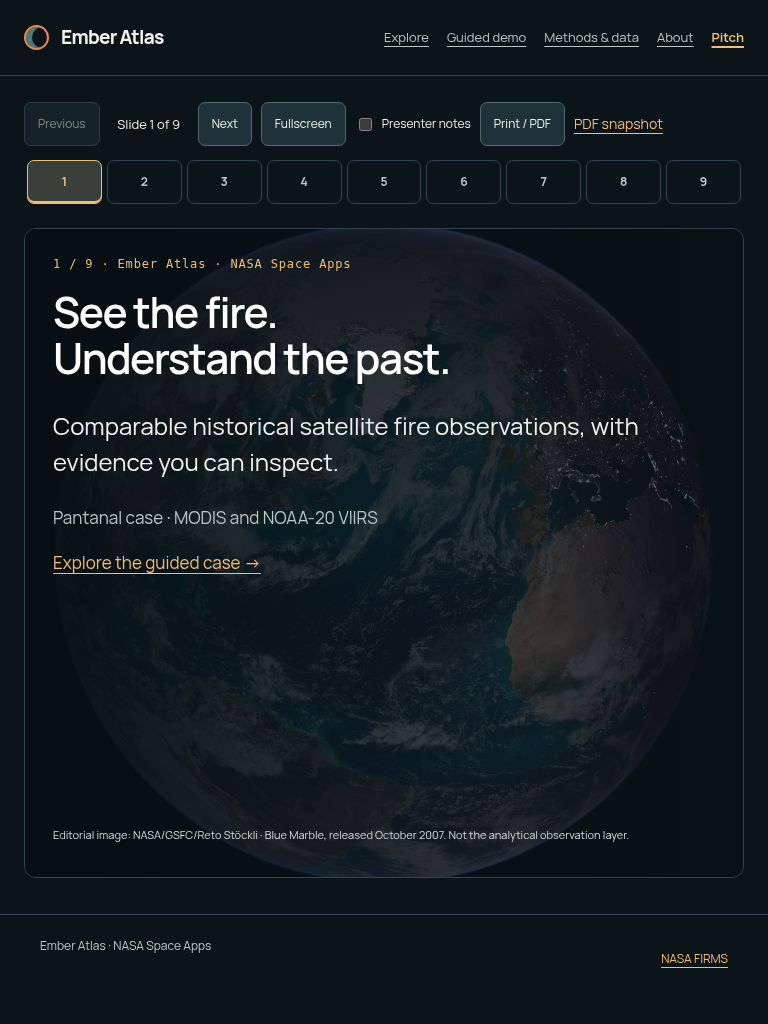 Ember Atlas
Explore
Guided demo
Methods & data
About
Pitch
Previous
Slide 1 of 9
Next
Fullscreen
Presenter notes
Print / PDF
PDF snapshot
1
2
3
4
5
6
7
8
9
1 / 9 · Ember Atlas · NASA Space Apps
See the fire.
Understand the past.
Comparable historical satellite fire observations, with
evidence you can inspect.
Pantanal case · MODIS and NOAA-20 VIIRS
Explore the guided case →
Editorial image: NASA/GSFC/Reto Stöckli · Blue Marble, released October 2007. Not the analytical observation layer.
Ember Atlas · NASA Space Apps
NASA FIRMS